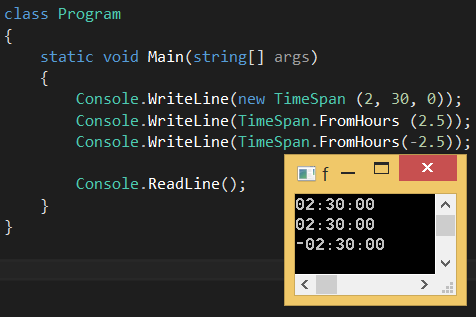 class Program
{
static void Main(string[] args)
{
Console.WriteLine(new TimeSpan (2, 30, 0));
Console.WriteLine(TimeSpan.FromHours (2.5));
Console.WriteLine(TimeSpan.FromHours(-2.5));
Console.ReadLine();
}
}
f
02:30:00
02:30:00
-02:30:00